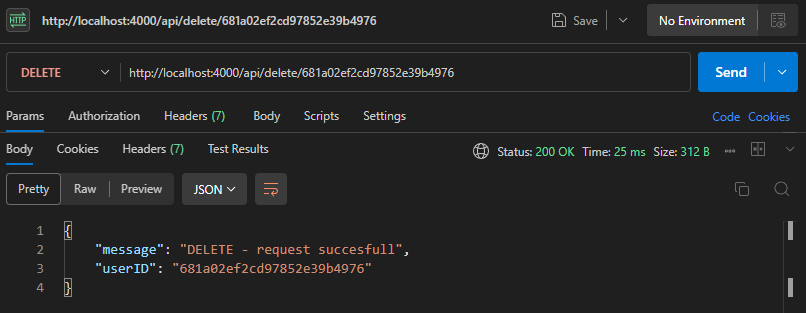 HTTP http://localhost:4000/api/delete/681a02ef2cd97852e39b4976 Save No Environment
DELETE http://localhost:4000/api/delete/681a02ef2cd97852e39b4976 Send
Params Authorization Headers (7) Body Scripts Settings Code Cookies
Body Cookies Headers (7) Test Results Status: 200 OK Time: 25 ms Size: 312 B
Pretty Raw Preview JSON
1 {
2 "message": "DELETE - request succesfull",
3 "userID": "681a02ef2cd97852e39b4976"
4 }